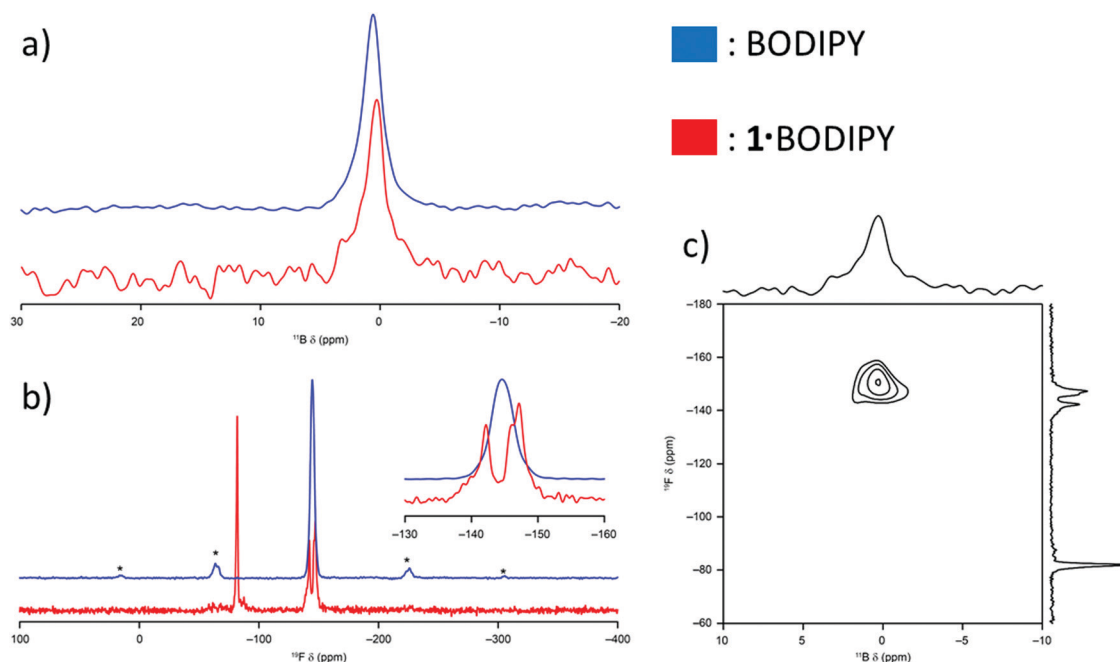 a)
: BODIPY
: 1•BODIPY
30 20 10 0 −10 −20
¹¹B δ (ppm)
b)
* * * *
−130 −140 −150 −160
100 0 −100 −200 −300 −400
¹⁹F δ (ppm)
c)
−180
−160
−140
−120
−100
−80
−60
¹⁹F δ (ppm)
10 5 0 −5 −10
¹¹B δ (ppm)